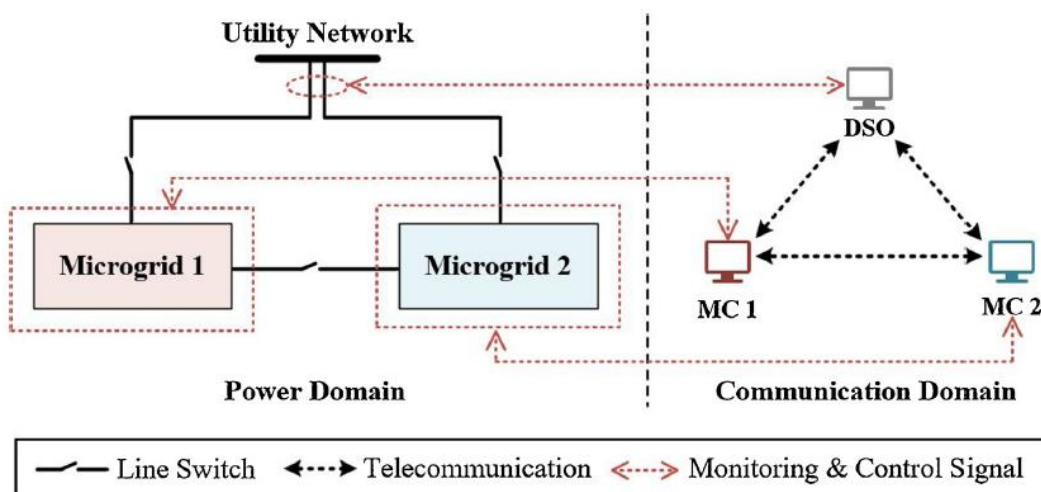 Utility Network
DSO
Microgrid 1
Microgrid 2
MC 1
MC 2
Power Domain
Communication Domain
Line Switch
Telecommunication
Monitoring & Control Signal